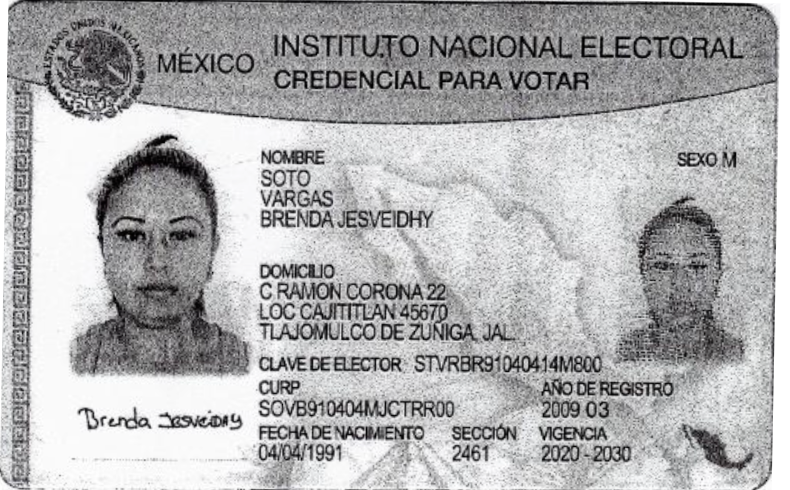 ESTADOS UNIDOS MEXICANOS
MÉXICO
INSTITUTO NACIONAL ELECTORAL
CREDENCIAL PARA VOTAR
NOMBRE
SOTO
VARGAS
BRENDA JESVEIDHY
SEXO M
DOMICILIO
C RAMON CORONA 22
LOC CAJITITLAN 45670
TLAJOMULCO DE ZUÑIGA, JAL.
CLAVE DE ELECTOR STVRBR91040414M800
CURP
SOVB910404MJCTRR00
AÑO DE REGISTRO
2009 03
FECHA DE NACIMIENTO
04/04/1991
SECCIÓN
2461
VIGENCIA
2020 - 2030
Brenda Jesveidhy